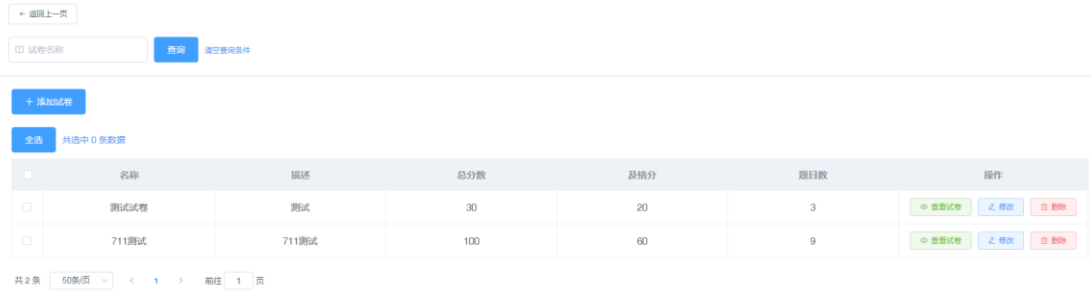 ← 返回上一页
试卷名称 查询 清空查询条件
+ 添加试卷
全选 共选中 0 条数据
名称 描述 总分数 及格分 题目数 操作
测试试卷 测试 30 20 3 查看试卷 修改 删除
711测试 711测试 100 60 9 查看试卷 修改 删除
共 2 条 50条/页 < 1 > 前往 1 页